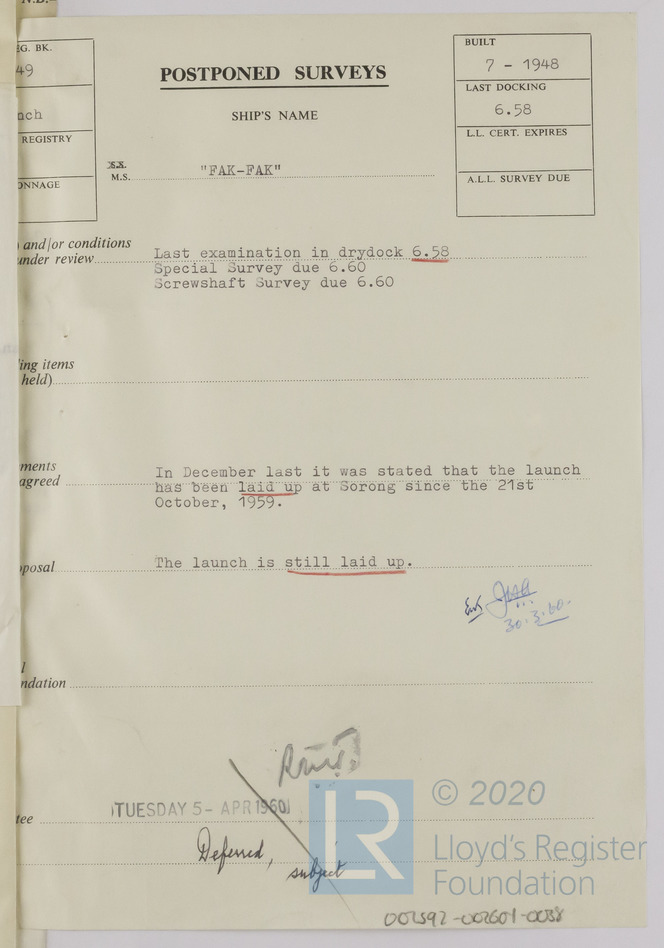 EG. BK.
49
nch
REGISTRY
ONNAGE
POSTPONED SURVEYS
SHIP'S NAME
S.S.
M.S. "FAK-FAK"
BUILT
7 - 1948
LAST DOCKING
6.58
L.L. CERT. EXPIRES
A.L.L. SURVEY DUE
and/or conditions
under review Last examination in drydock 6.58
Special Survey due 6.60
Screwshaft Survey due 6.60
ing items
held)
ments
agreed
In December last it was stated that the launch
has been laid up at Sorong since the 21st
October, 1959.
posal The launch is still laid up.
30.3.60.
ndation
tee TUESDAY 5 - APR 1960
Deferred,
subject
LR
© 2020
Lloyd's Register
Foundation
002592-002601-0038